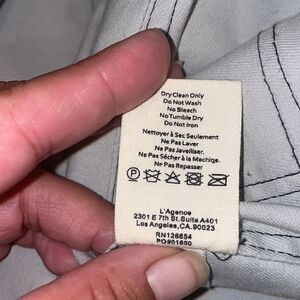 Dry Clean Only
Do Not Wash
No Bleach
No Tumble Dry
Do Not Iron
Nettoyer à Sec Seulement
Ne Pas Laver
Ne Pas Javeiliser.
Ne Pas Sécher à la Machige.
Ne Pas Repasser
P
L'Agence
2301 E 7th St. Suite A401
Los Angeles, CA. 90023
RN126654
PO#01600